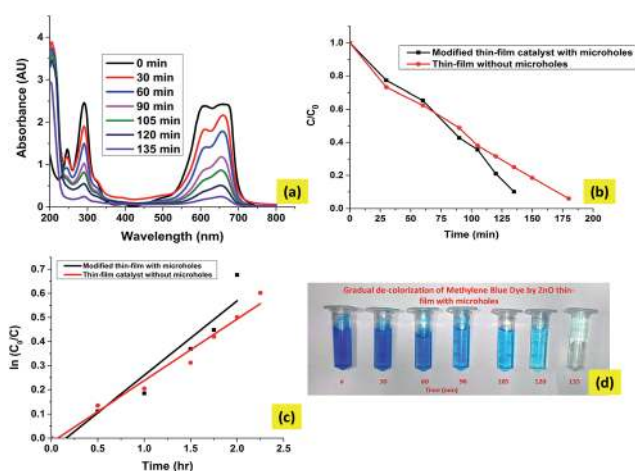 4
3
2
1
0
Absorbance (AU)
0 min
30 min
60 min
90 min
105 min
120 min
135 min
200 300 400 500 600 700 800
Wavelength (nm)
(a)
1.0
0.8
0.6
0.4
0.2
0.0
C/C0
Modified thin-film catalyst with microholes
Thin-film without microholes
0 25 50 75 100 125 150 175 200
Time (min)
(b)
0.7
0.6
0.5
0.4
0.3
0.2
0.1
0.0
ln (C0/C)
Modified thin-film with microholes
Thin-film catalyst without microholes
0.0 0.5 1.0 1.5 2.0 2.5
Time (hr)
(c)
Gradual de-colorization of Methylene Blue Dye by ZnO thin-
film with microholes
30 60 90 105 120 135
Time (min)
(d)